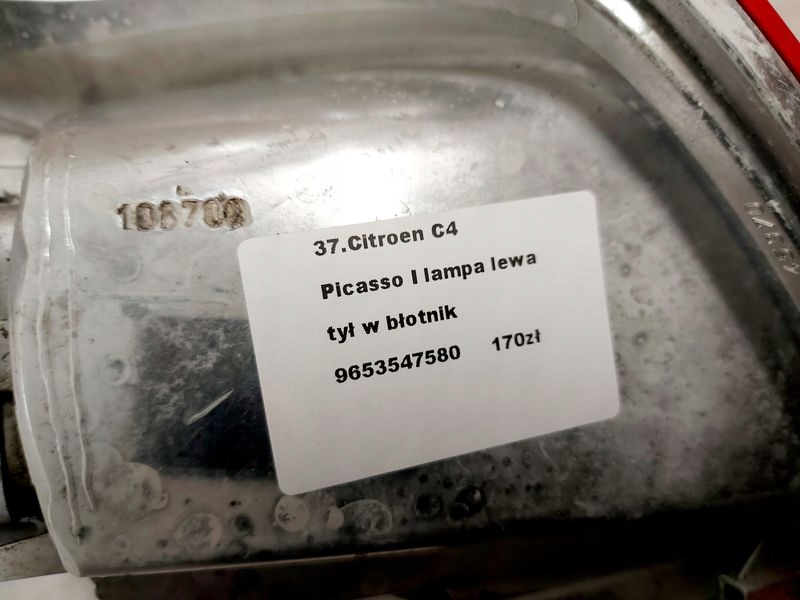 108700
37.Citroen C4
Picasso I lampa lewa
tył w błotnik
9653547580 170zł